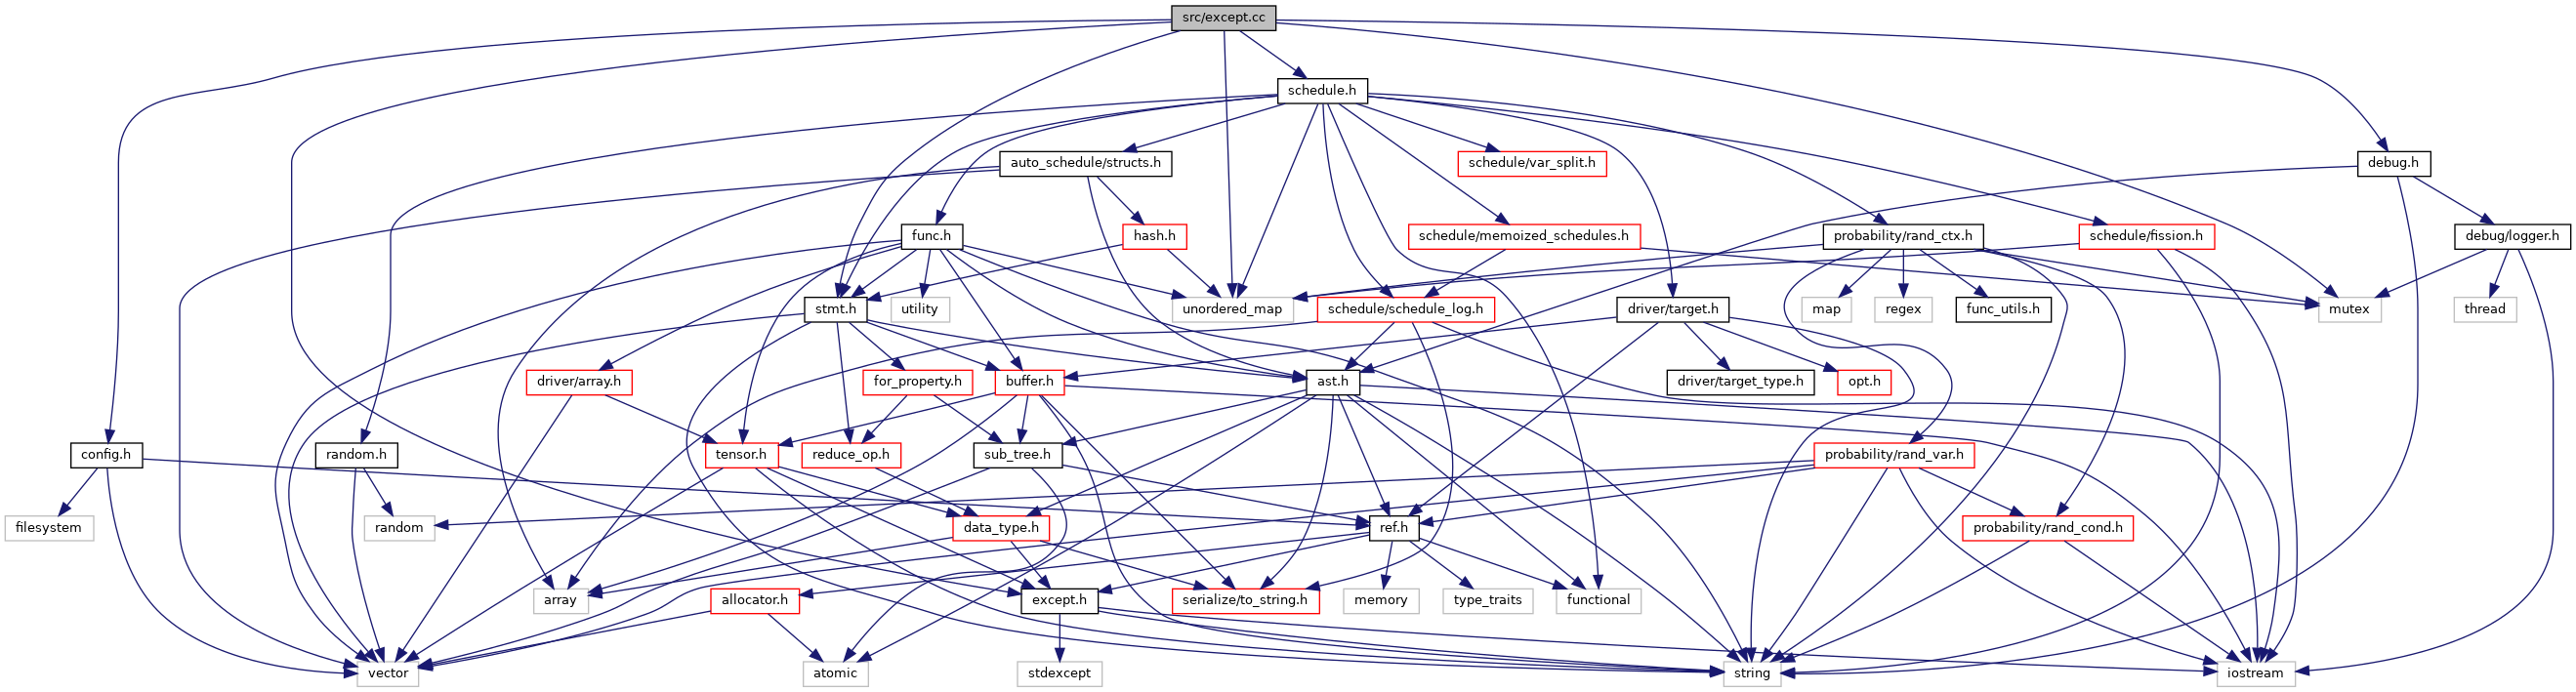 src/except.cc
schedule.h
auto_schedule/structs.h
schedule/var_split.h
debug.h
func.h
hash.h
schedule/memoized_schedules.h
probability/rand_ctx.h
schedule/fission.h
debug/logger.h
stmt.h
utility
unordered_map
schedule/schedule_log.h
driver/target.h
map
regex
func_utils.h
mutex
thread
driver/array.h
for_property.h
buffer.h
ast.h
driver/target_type.h
opt.h
config.h
random.h
tensor.h
reduce_op.h
sub_tree.h
probability/rand_var.h
filesystem
random
data_type.h
ref.h
probability/rand_cond.h
array
allocator.h
except.h
serialize/to_string.h
memory
type_traits
functional
vector
atomic
stdexcept
string
iostream